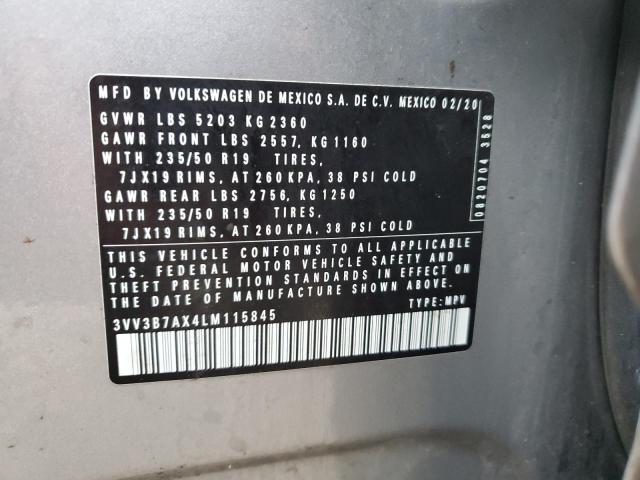 MFD BY VOLKSWAGEN DE MEXICO S.A. DE C.V. MEXICO 02/20
GVWR LBS 5203 KG 2360
GAWR FRONT LBS 2557, KG 1160
WITH 235/50 R19 TIRES,
7JX19 RIMS, AT 260 KPA, 38 PSI COLD
GAWR REAR LBS 2756, KG 1250
WITH 235/50 R19 TIRES,
7JX19 RIMS, AT 260 KPA, 38 PSI COLD
0820704 3528
THIS VEHICLE CONFORMS TO ALL APPLICABLE
U.S. FEDERAL MOTOR VEHICLE SAFETY AND
THEFT PREVENTION STANDARDS IN EFFECT ON
THE DATE OF MANUFACTURE SHOWN ABOVE.
3VV3B7AX4LM115845 TYPE: MPV